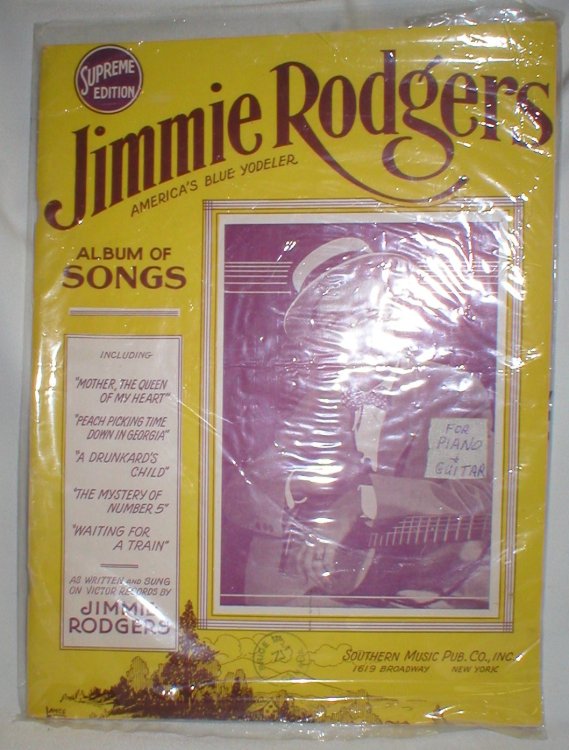 SUPREME
EDITION
Jimmie Rodgers
AMERICA'S BLUE YODELER
ALBUM OF
SONGS
INCLUDING
"MOTHER, THE QUEEN
OF MY HEART"
"PEACH PICKING TIME
DOWN IN GEORGIA"
"A DRUNKARD'S
CHILD"
"THE MYSTERY OF
NUMBER 5"
"WAITING FOR
A TRAIN"
AS WRITTEN AND SUNG
ON VICTOR RECORDS BY
JIMMIE
RODGERS
FOR
PIANO
&
GUITAR
SOUTHERN MUSIC PUB. CO., INC.
1619 BROADWAY NEW YORK